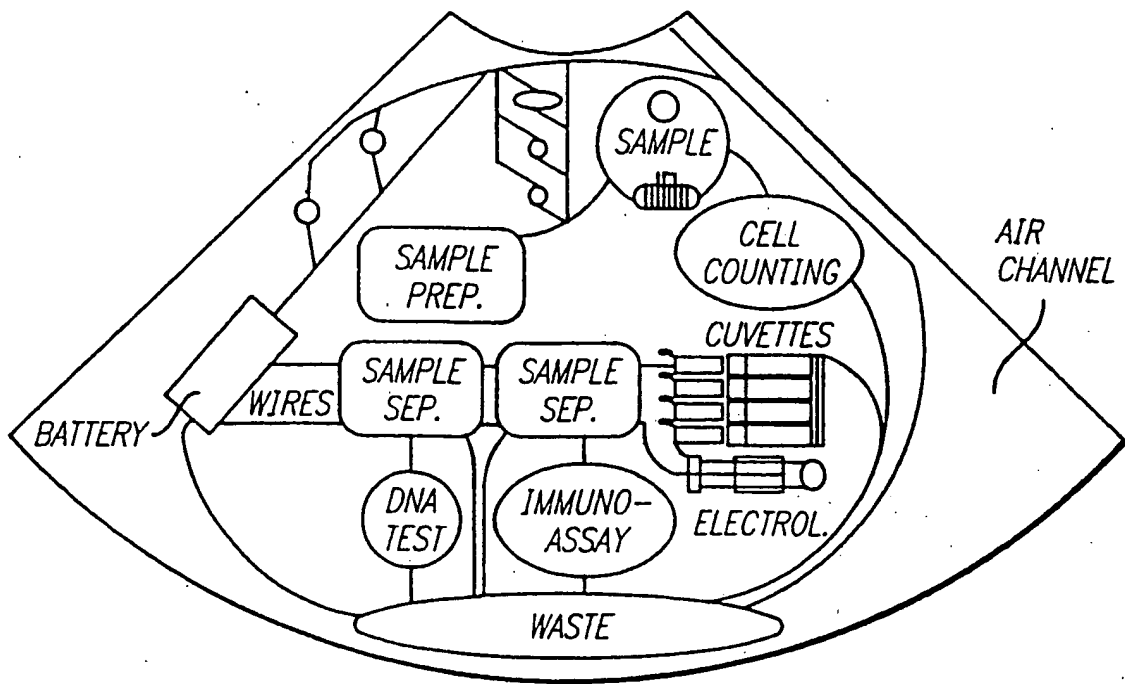 SAMPLE
CELL
COUNTING
AIR
CHANNEL
SAMPLE
PREP.
CUVETTES
SAMPLE
SEP.
SAMPLE
SEP.
WIRES
BATTERY
DNA
TEST
IMMUNO-
ASSAY
ELECTROL.
WASTE